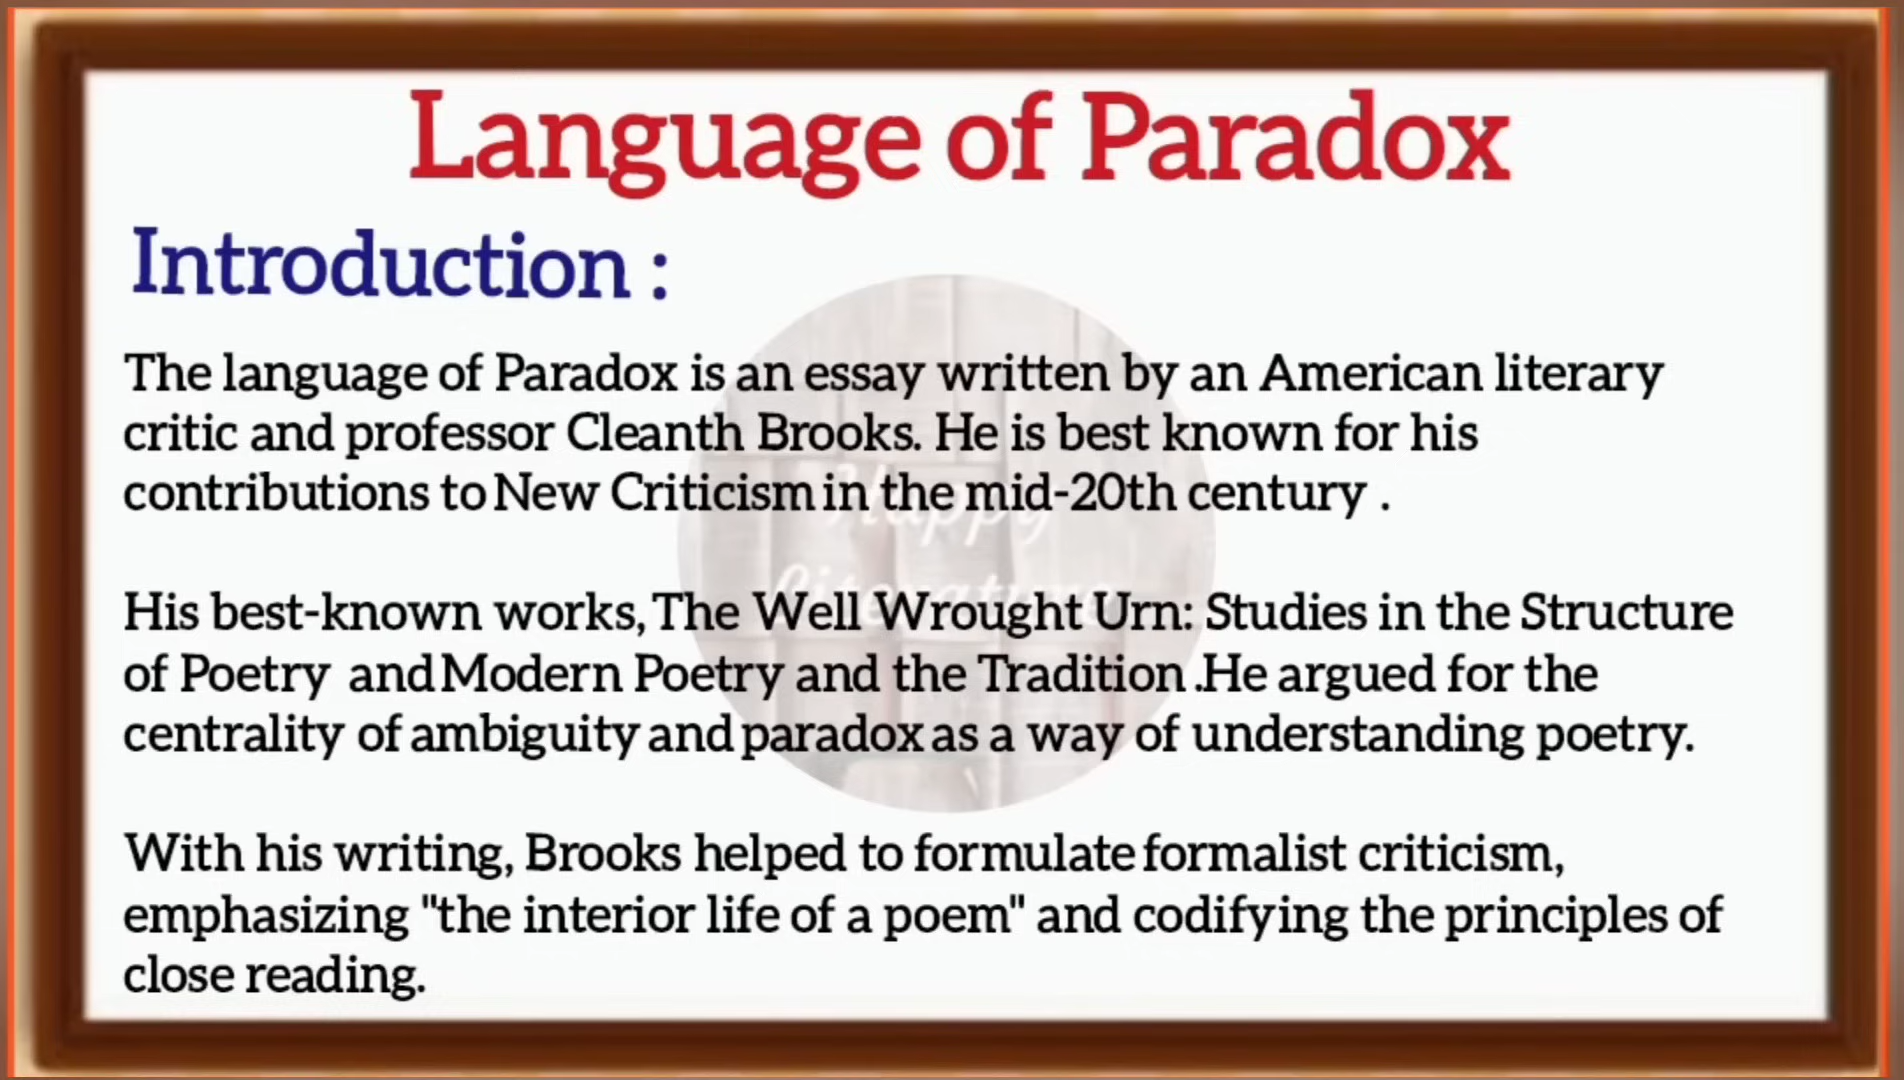 Language of Paradox
Introduction :
The language of Paradox is an essay written by an American literary
critic and professor Cleanth Brooks. He is best known for his
contributions to New Criticism in the mid-20th century .
His best-known works,The Well Wrought Urn: Studies in the Structure
of Poetry and Modern Poetry and the Tradition .He argued for the
centrality of ambiguity and paradox as a way of understanding poetry.
With his writing, Brooks helped to formulate formalist criticism,
emphasizing "the interior life of a poem" and codifying the principles of
close reading.
Happy
Literature